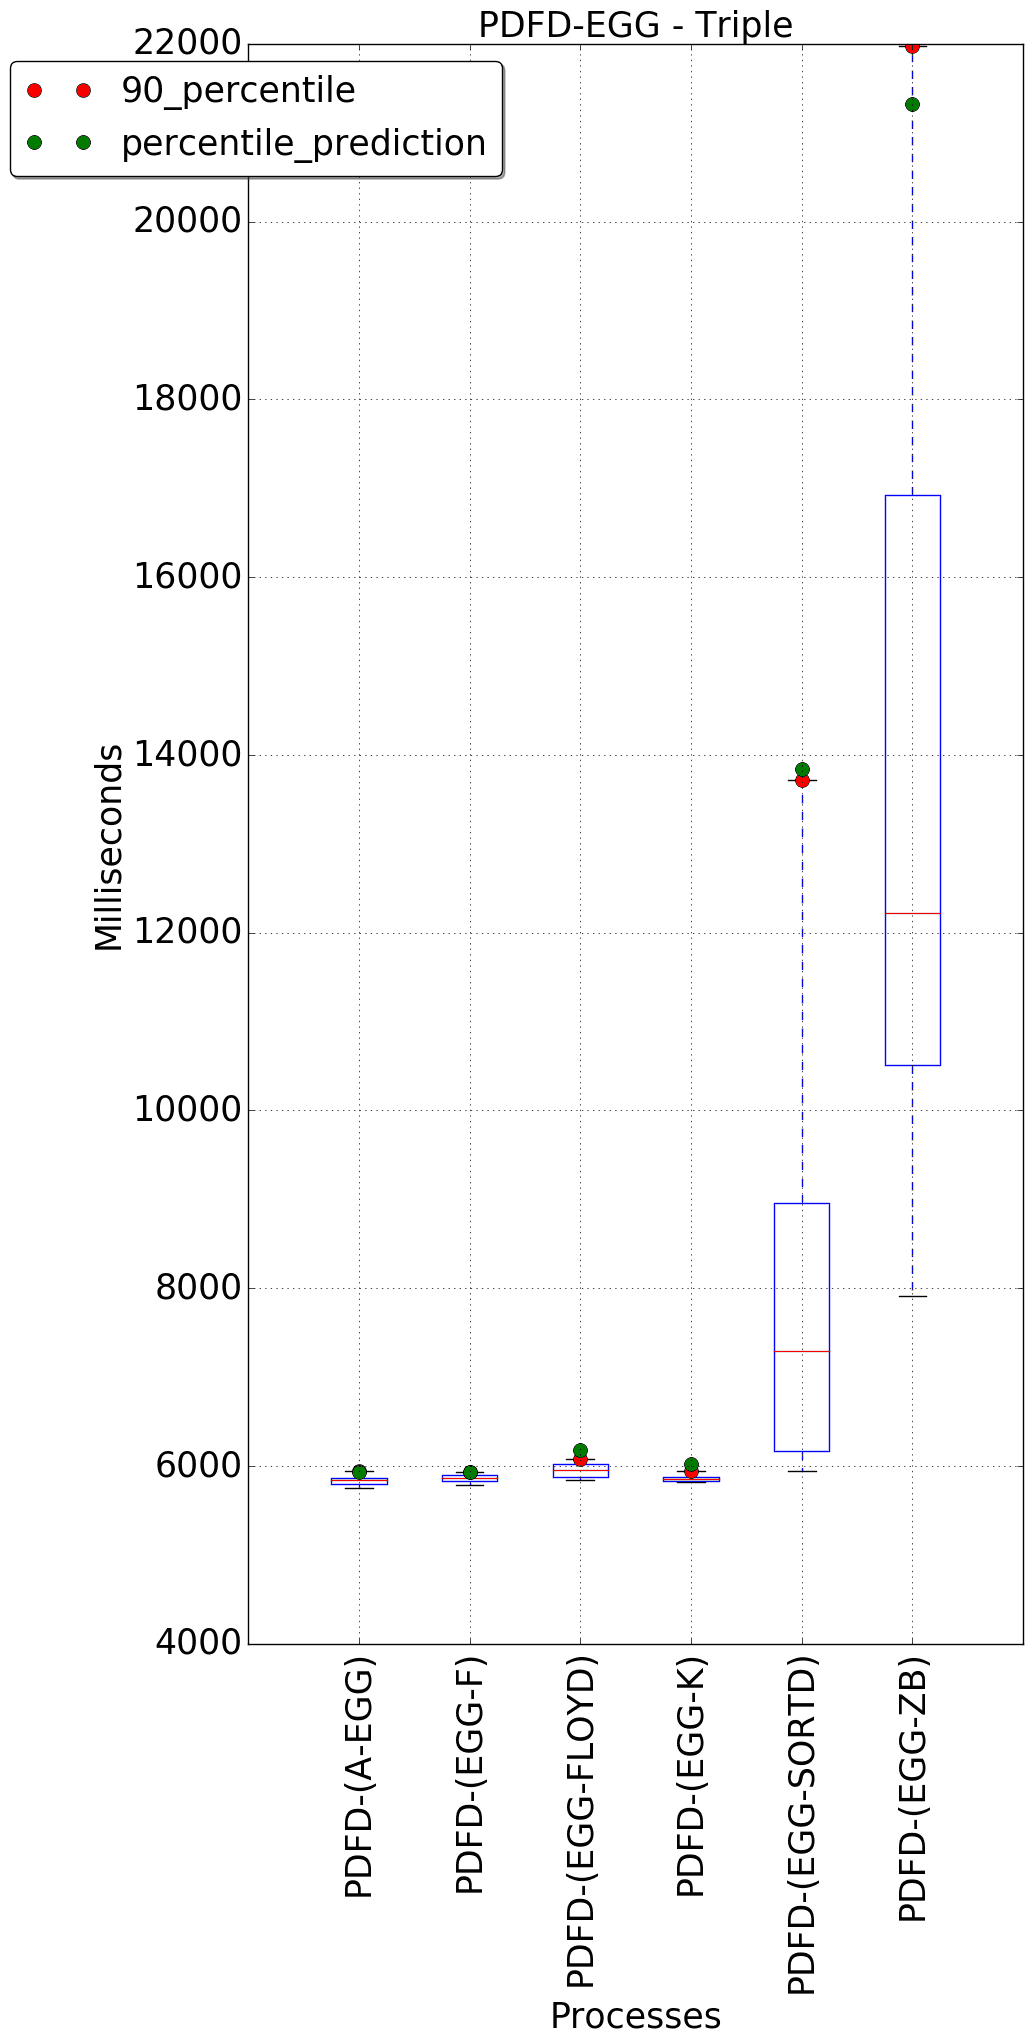 PDFD-EGG - Triple
90_percentile
percentile_prediction
22000
20000
18000
16000
14000
12000
10000
8000
6000
4000
Milliseconds
PDFD-(A-EGG)
PDFD-(EGG-F)
PDFD-(EGG-FLOYD)
PDFD-(EGG-K)
PDFD-(EGG-SORTD)
PDFD-(EGG-ZB)
Processes